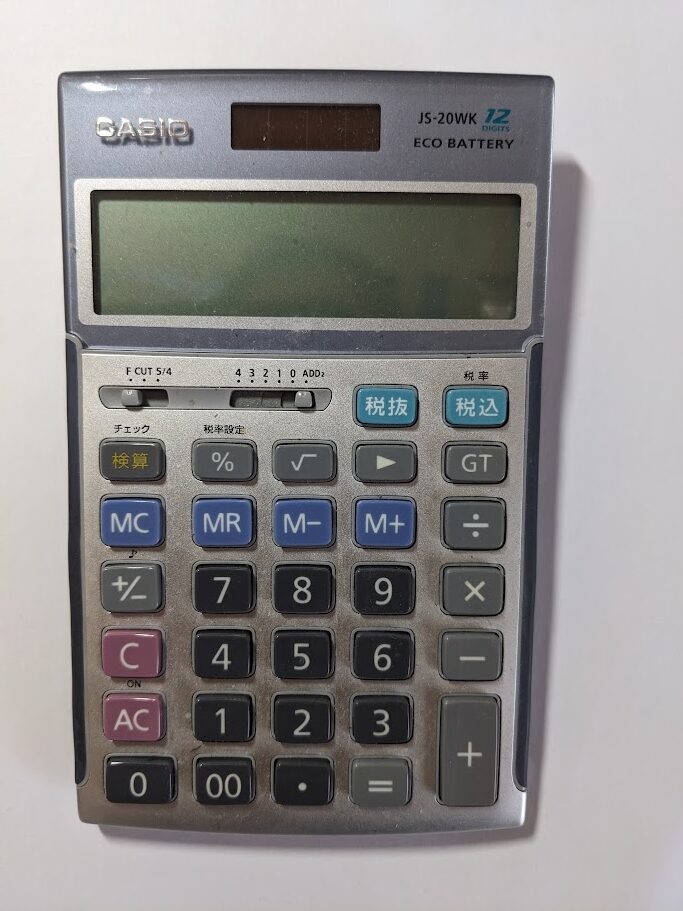 CASIO
JS-20WK 12
DIGITS
ECO BATTERY
F CUT 5/4
4 3 2 1 0 ADD₂
税率
税抜 税込
チェック 税率設定
検算 % √ ▶ GT
MC MR M− M+ ÷
♪
+/− 7 8 9 ×
C 4 5 6 −
ON
AC 1 2 3 +
0 00 · =